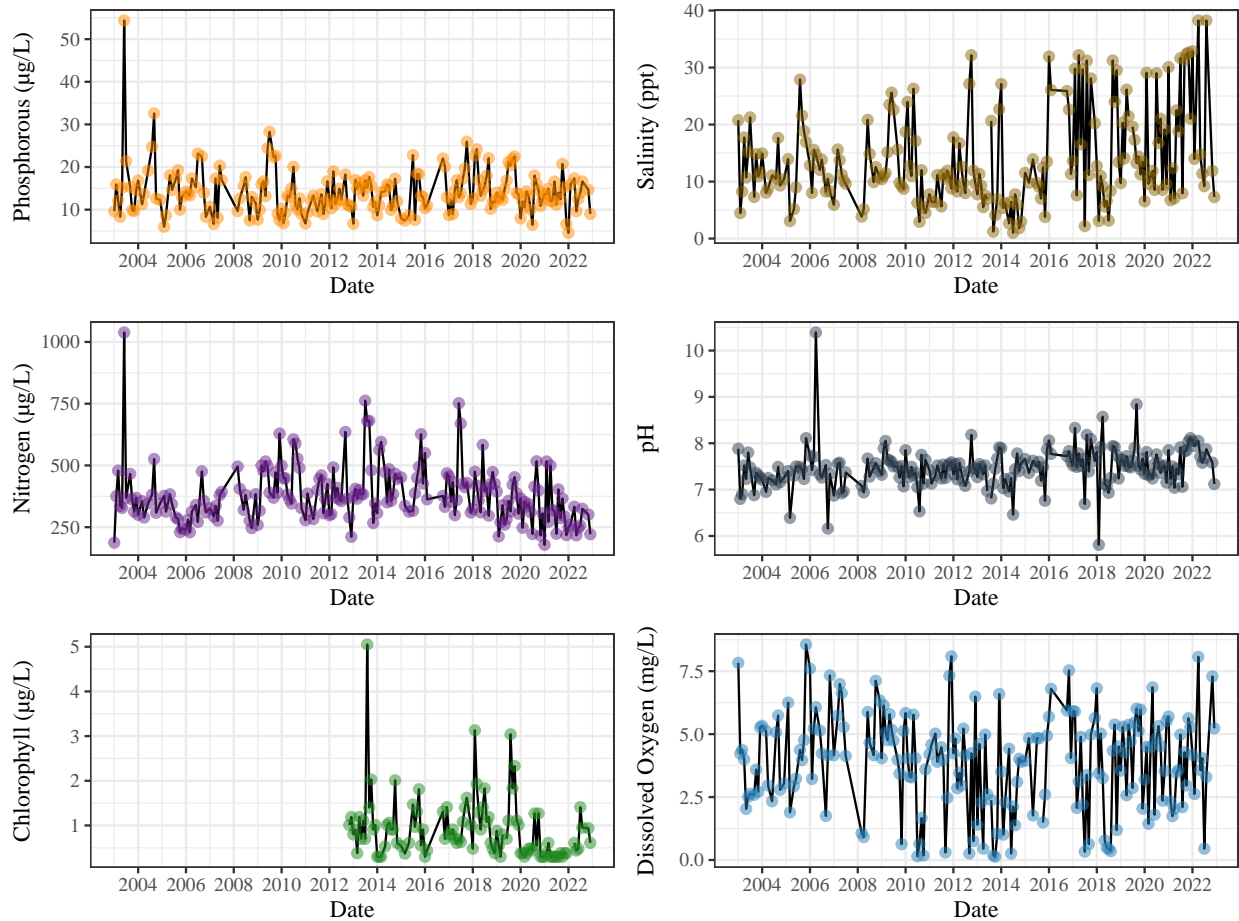 Phosphorous (µg/L)
50
40
30
20
10
2004 2006 2008 2010 2012 2014 2016 2018 2020 2022
Date
Salinity (ppt)
40
30
20
10
0
2004 2006 2008 2010 2012 2014 2016 2018 2020 2022
Date
Nitrogen (µg/L)
1000
750
500
250
2004 2006 2008 2010 2012 2014 2016 2018 2020 2022
Date
pH
10
9
8
7
6
2004 2006 2008 2010 2012 2014 2016 2018 2020 2022
Date
Chlorophyll (µg/L)
5
4
3
2
1
2004 2006 2008 2010 2012 2014 2016 2018 2020 2022
Date
Dissolved Oxygen (mg/L)
7.5
5.0
2.5
0.0
2004 2006 2008 2010 2012 2014 2016 2018 2020 2022
Date